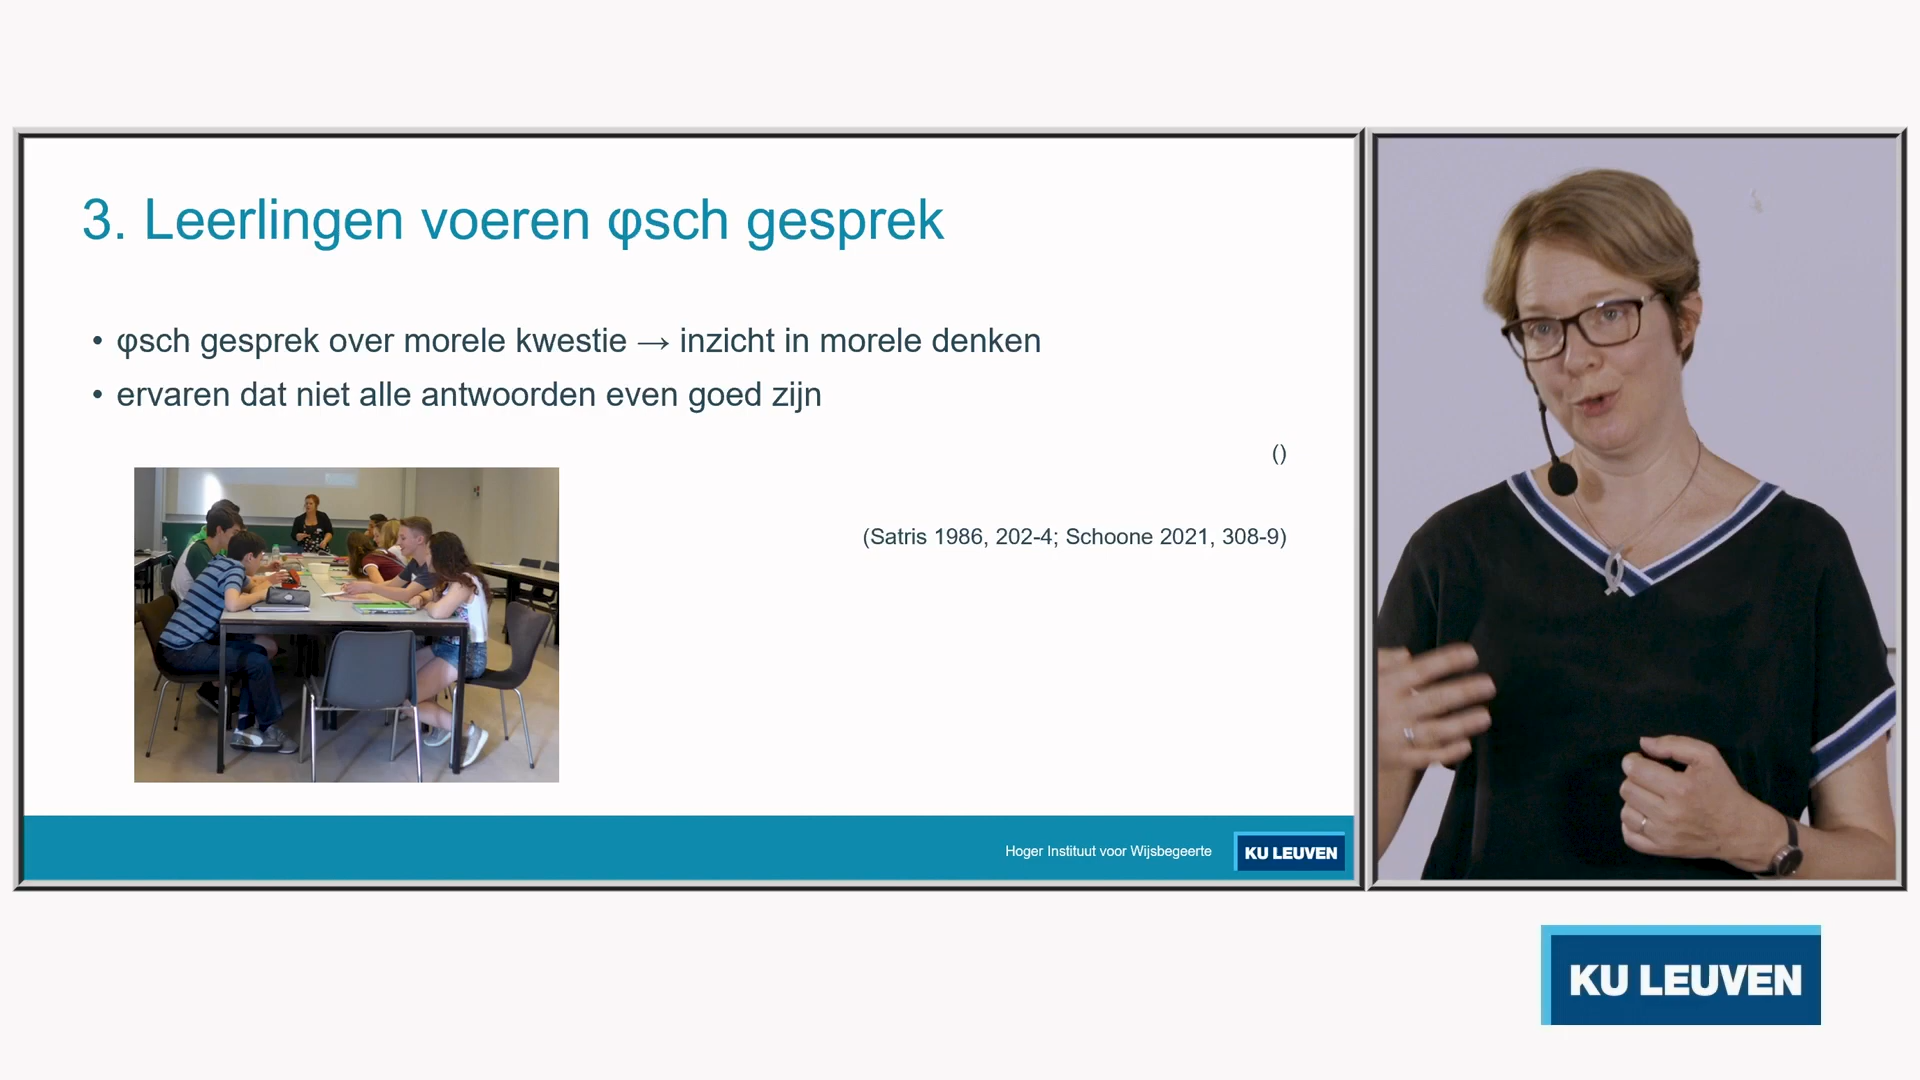 3. Leerlingen voeren φsch gesprek
• φsch gesprek over morele kwestie → inzicht in morele denken
• ervaren dat niet alle antwoorden even goed zijn
()
(Satris 1986, 202-4; Schoone 2021, 308-9)
Hoger Instituut voor Wijsbegeerte
KU LEUVEN
KU LEUVEN